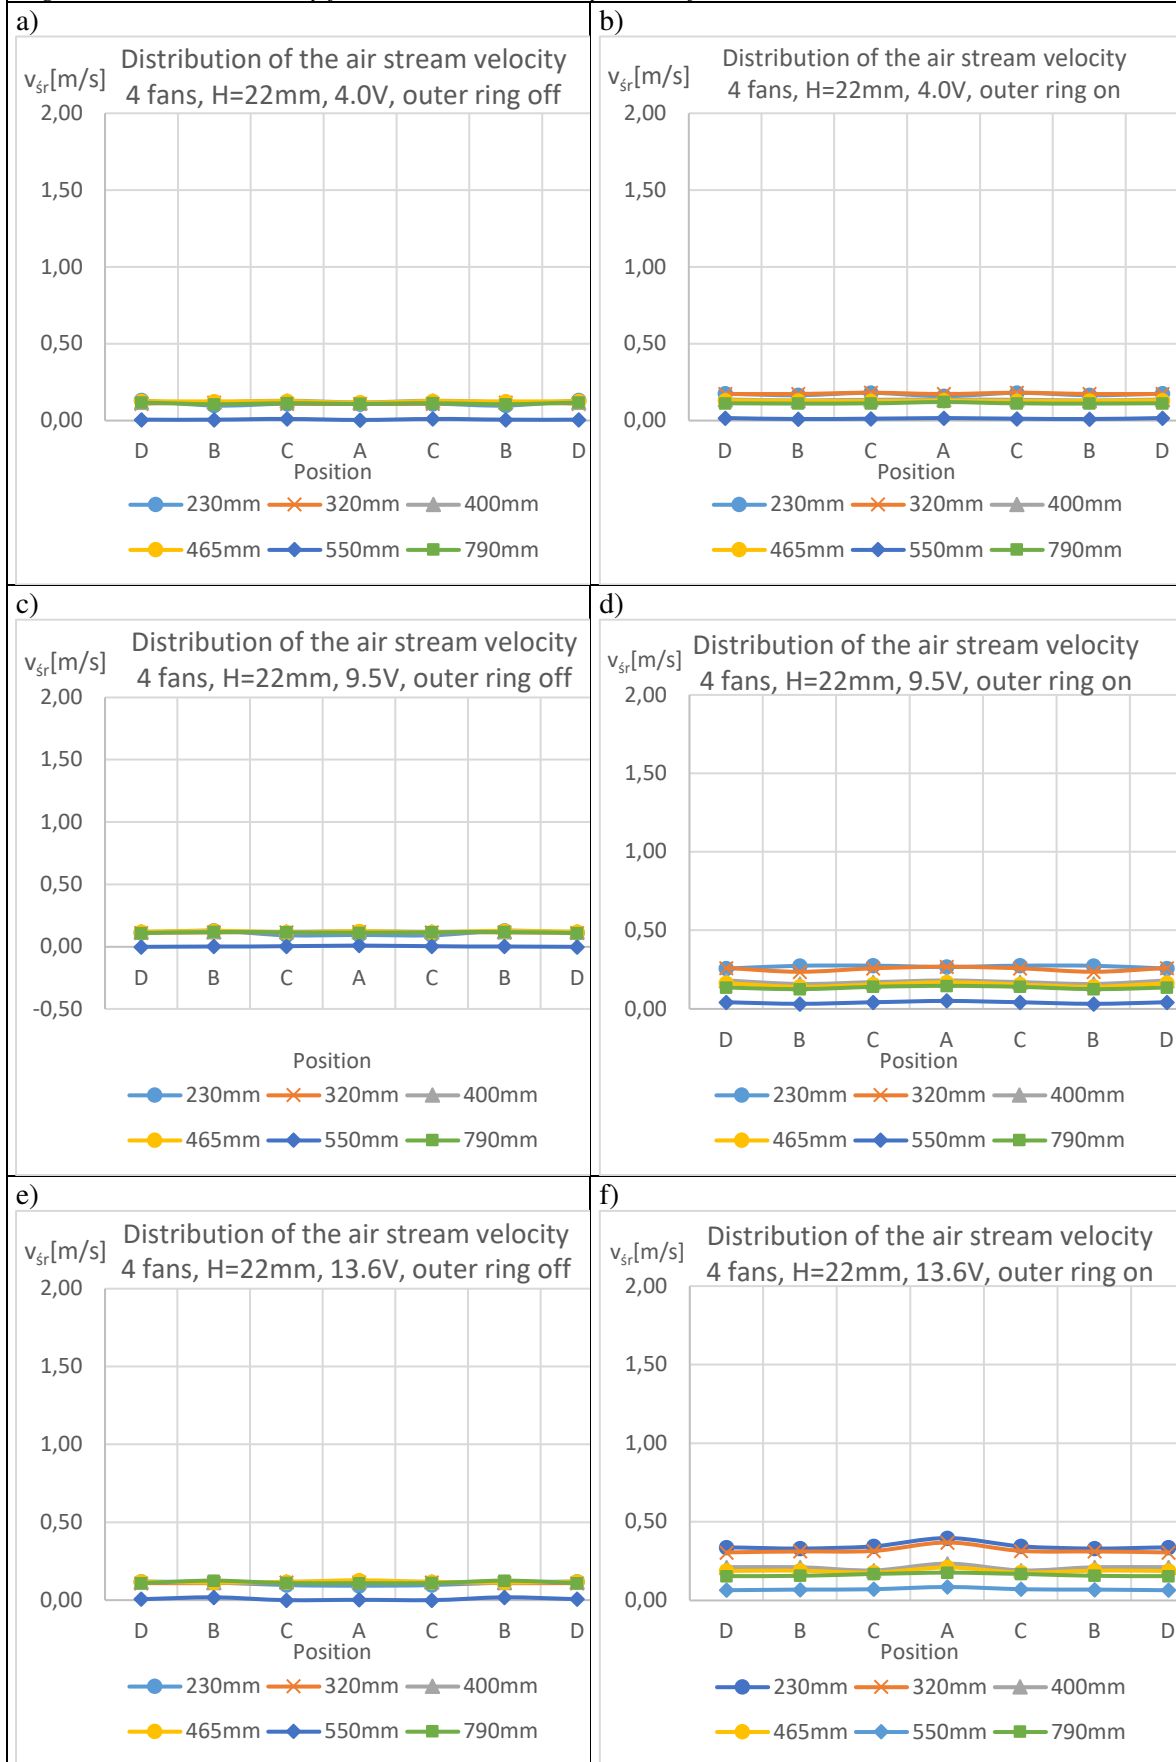 a)
Distribution of the air stream velocity
vśr[m/s]
4 fans, H=22mm, 4.0V, outer ring off
2,00
1,50
1,00
0,50
0,00
D B C A C B D
Position
230mm 320mm 400mm
465mm 550mm 790mm
b)
Distribution of the air stream velocity
vśr[m/s]
4 fans, H=22mm, 4.0V, outer ring on
2,00
1,50
1,00
0,50
0,00
D B C A C B D
Position
230mm 320mm 400mm
465mm 550mm 790mm
c)
Distribution of the air stream velocity
vśr[m/s]
4 fans, H=22mm, 9.5V, outer ring off
2,00
1,50
1,00
0,50
0,00
D B C A C B D
-0,50
Position
230mm 320mm 400mm
465mm 550mm 790mm
d)
Distribution of the air stream velocity
vśr[m/s]
4 fans, H=22mm, 9.5V, outer ring on
2,00
1,50
1,00
0,50
0,00
D B C A C B D
Position
230mm 320mm 400mm
465mm 550mm 790mm
e)
Distribution of the air stream velocity
vśr[m/s]
4 fans, H=22mm, 13.6V, outer ring off
2,00
1,50
1,00
0,50
0,00
D B C A C B D
Position
230mm 320mm 400mm
465mm 550mm 790mm
f)
Distribution of the air stream velocity
vśr[m/s]
4 fans, H=22mm, 13.6V, outer ring on
2,00
1,50
1,00
0,50
0,00
D B C A C B D
Position
230mm 320mm 400mm
465mm 550mm 790mm